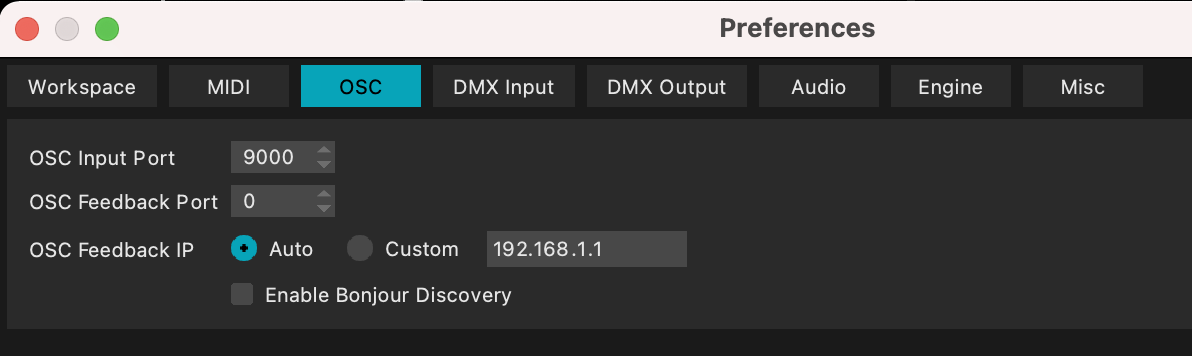 Preferences
Workspace MIDI OSC DMX Input DMX Output Audio Engine Misc
OSC Input Port 9000
OSC Feedback Port 0
OSC Feedback IP Auto Custom 192.168.1.1
Enable Bonjour Discovery